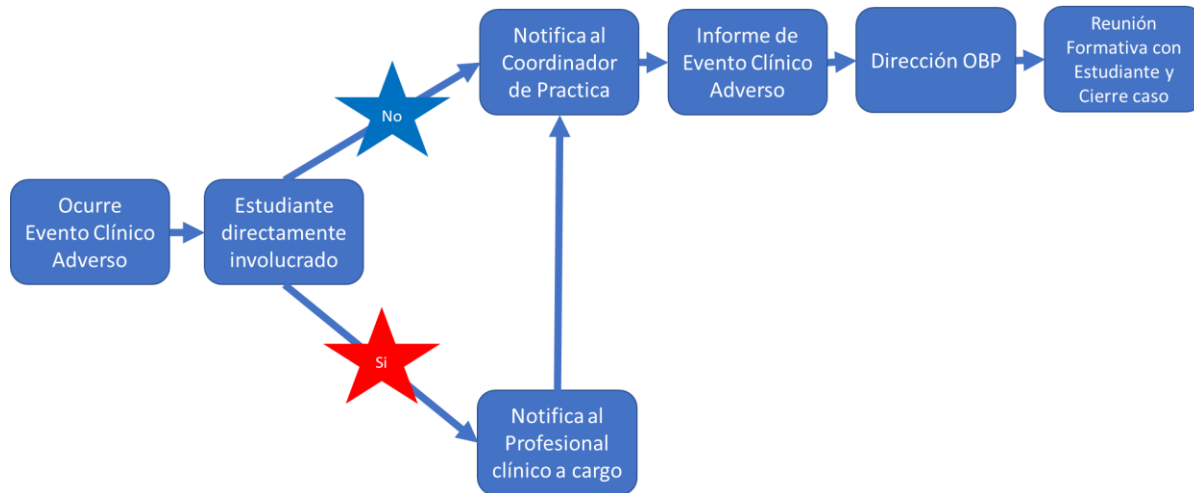 Notifica al
Coordinador
de Practica
Informe de
Evento Clínico
Adverso
Dirección OBP
Reunión
Formativa con
Estudiante y
Cierre caso
No
Ocurre
Evento Clínico
Adverso
Estudiante
directamente
involucrado
Si
Notifica al
Profesional
clínico a cargo